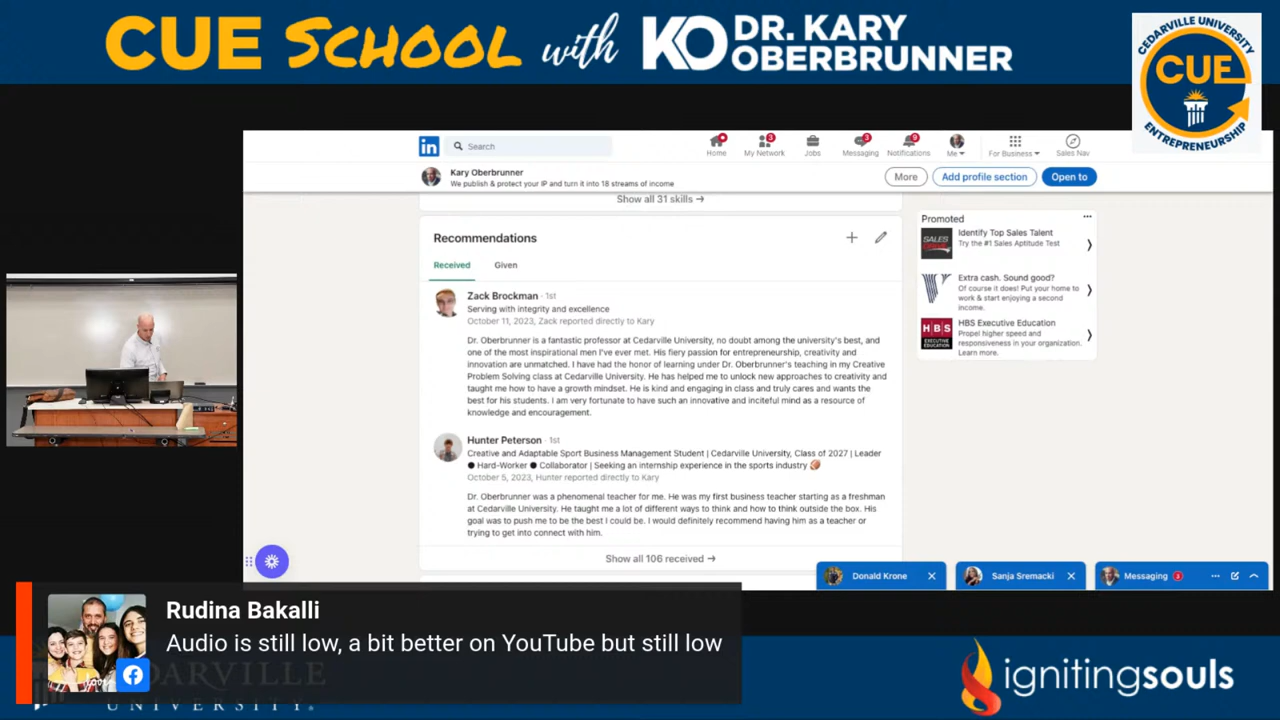 CUE SCHOOL with KO DR. KARY OBERBRUNNER
CEDARVILLE UNIVERSITY
CUE
ENTREPRENEURSHIP
in
Search
Home
3
My Network
Jobs
3
Messaging
9
Notifications
Me
For Business
Sales Nav
Kary Oberbrunner
We publish & protect your IP and turn it into 18 streams of income
More
Add profile section
Open to
Show all 31 skills →
Recommendations
Received
Given
Zack Brockman · 1st
Serving with integrity and excellence
October 11, 2023, Zack reported directly to Kary
Dr. Oberbrunner is a fantastic professor at Cedarville University, no doubt among the university's best, and
one of the most inspirational men I've ever met. His fiery passion for entrepreneurship, creativity and
innovation are unmatched. I have had the honor of learning under Dr. Oberbrunner's teaching in my Creative
Problem Solving class at Cedarville University. He has helped me to unlock new approaches to creativity and
taught me how to have a growth mindset. He is kind and engaging in class and truly cares and wants the
best for his students. I am very fortunate to have such an innovative and inciteful mind as a resource of
knowledge and encouragement.
Hunter Peterson · 1st
Creative and Adaptable Sport Business Management Student | Cedarville University, Class of 2027 | Leader
● Hard-Worker ● Collaborator | Seeking an internship experience in the sports industry 🏈
October 5, 2023, Hunter reported directly to Kary
Dr. Oberbrunner was a phenomenal teacher for me. He was my first business teacher starting as a freshman
at Cedarville University. He taught me a lot of different ways to think and how to think outside the box. His
goal was to push me to be the best I could be. I would definitely recommend having him as a teacher or
trying to get into connect with him.
Show all 106 received →
Promoted
Identify Top Sales Talent
Try the #1 Sales Aptitude Test
Extra cash. Sound good?
Of course it does! Put your home to
work & start enjoying a second
income.
HBS Executive Education
Propel higher speed and
responsiveness in your organization.
Learn more.
SALES
HBS
EXECUTIVE EDUCATION
Donald Krone
Sanja Sremacki
Messaging
Rudina Bakalli
Audio is still low, a bit better on YouTube but still low
UNIVERSITY.
ignitingsouls